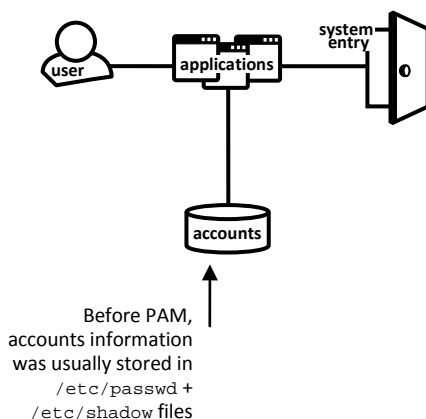 system
entry
user
applications
accounts
Before PAM,
accounts information
was usually stored in
/etc/passwd +
/etc/shadow files